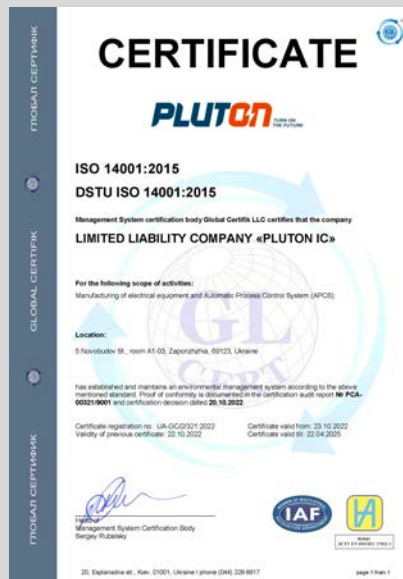 CERTIFICATE
PLUTON TURN ON
THE FUTURE
ISO 14001:2015
DSTU ISO 14001:2015
Management System certification body Global Certifik LLC certifies that the company
LIMITED LIABILITY COMPANY «PLUTON IC»
For the following scope of activities:
Manufacturing of electrical equipment and Automatic Process Control System (APCS).
Location:
5 Novobudov St., room A1-03, Zaporizhzhia, 69123, Ukraine
has established and maintains an environmental management system according to the above
mentioned standard. Proof of conformity is documented in the certification audit report № PCA-
00321/9001 and certification decision dated 20.10.2022.
Certificate registration no. UA-GC/2/321:2022
Validity of previous certificate: 22.10.2022
Certificate valid from: 23.10.2022
Certificate valid till: 22.04.2025
Head of
Management System Certification Body
Sergey Rubalsky
IAF
20, Esplanadna str., Kiev, 01001, Ukraine I phone (044) 228 8817
page 1 from 1
ГЛОБАЛ СЕРТИФІК
GLOBAL CERTIFIK
ГЛОБАЛ СЕРТИФИК
GL
CERT